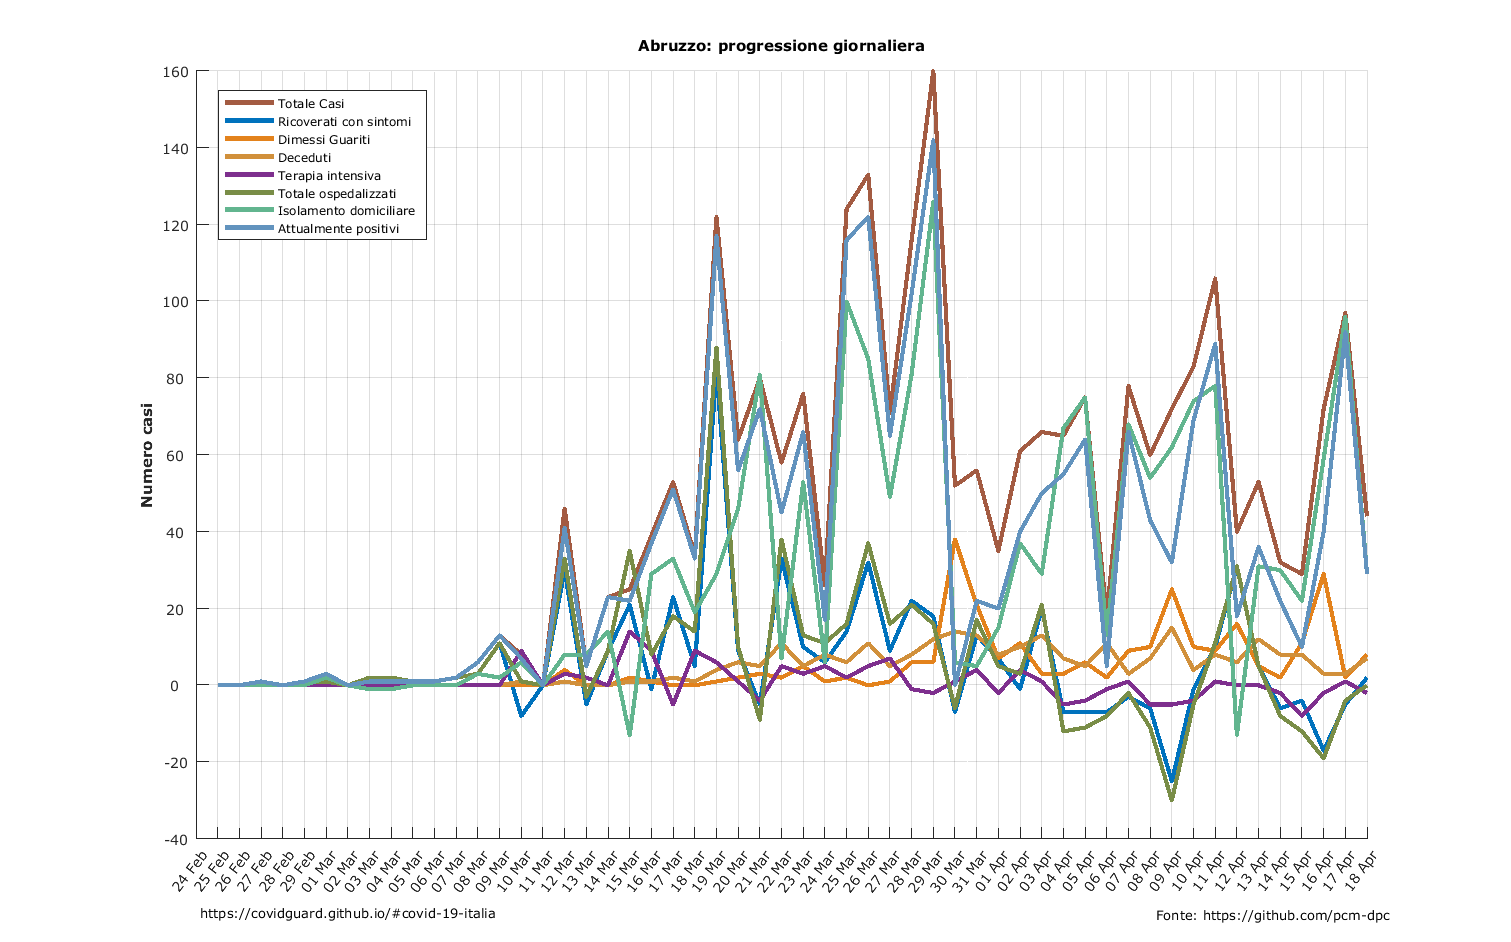 Abruzzo: progressione giornaliera
160
140
120
100
80
60
40
20
0
-20
-40
Numero casi
Totale Casi
Ricoverati con sintomi
Dimessi Guariti
Deceduti
Terapia intensiva
Totale ospedalizzati
Isolamento domiciliare
Attualmente positivi
24 Feb
25 Feb
26 Feb
27 Feb
28 Feb
29 Feb
01 Mar
02 Mar
03 Mar
04 Mar
05 Mar
06 Mar
07 Mar
08 Mar
09 Mar
10 Mar
11 Mar
12 Mar
13 Mar
14 Mar
15 Mar
16 Mar
17 Mar
18 Mar
19 Mar
20 Mar
21 Mar
22 Mar
23 Mar
24 Mar
25 Mar
26 Mar
27 Mar
28 Mar
29 Mar
30 Mar
31 Mar
01 Apr
02 Apr
03 Apr
04 Apr
05 Apr
06 Apr
07 Apr
08 Apr
09 Apr
10 Apr
11 Apr
12 Apr
13 Apr
14 Apr
15 Apr
16 Apr
17 Apr
18 Apr
https://covidguard.github.io/#covid-19-italia
Fonte: https://github.com/pcm-dpc